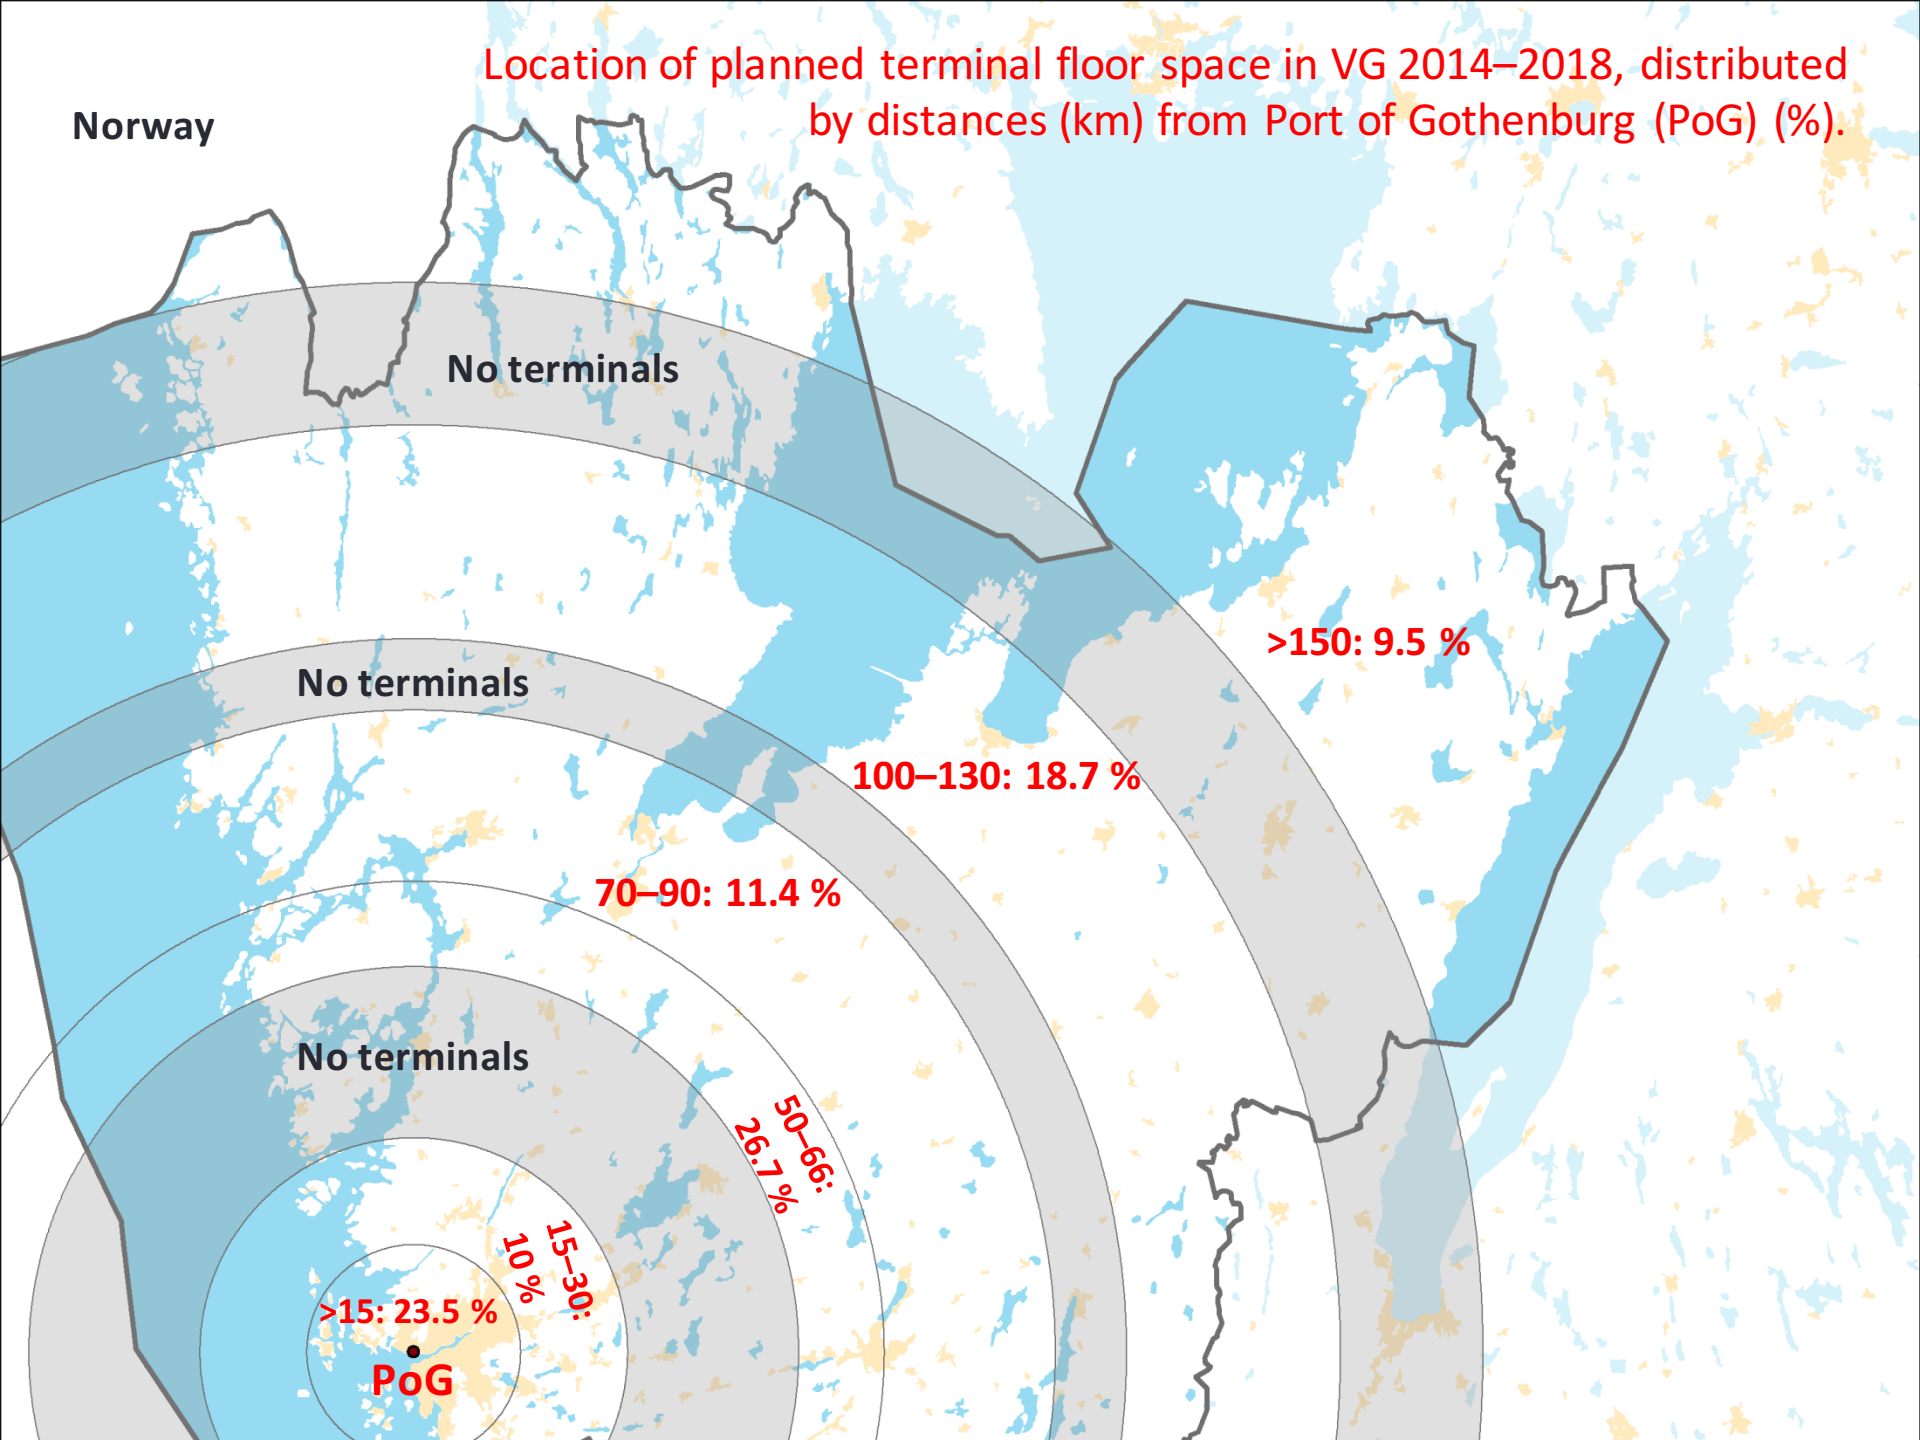 Location of planned terminal floor space in VG 2014–2018, distributed
by distances (km) from Port of Gothenburg (PoG) (%).
Norway
No terminals
>150: 9.5 %
No terminals
100–130: 18.7 %
70–90: 11.4 %
No terminals
50–66:
26.7 %
15–30:
10 %
>15: 23.5 %
PoG